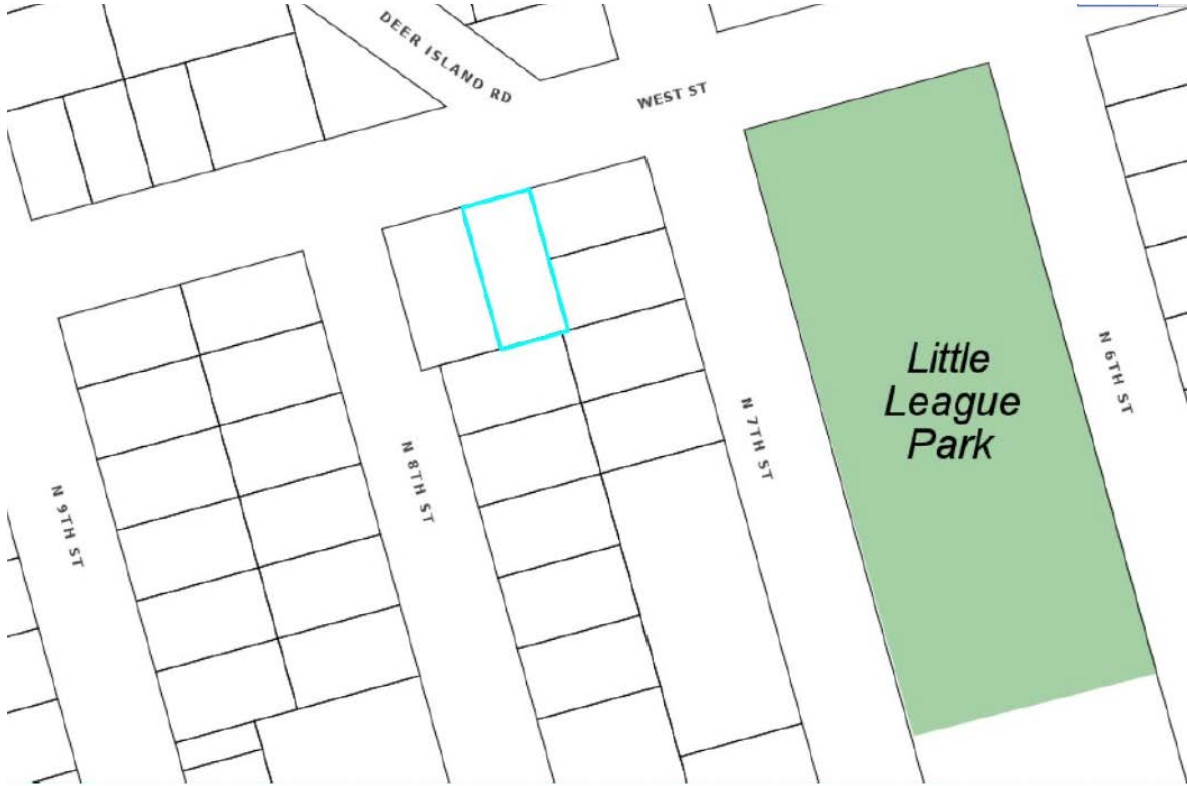 DEER ISLAND RD
WEST ST
Little
League
Park
N 6TH ST
N 7TH ST
N 8TH ST
N 9TH ST